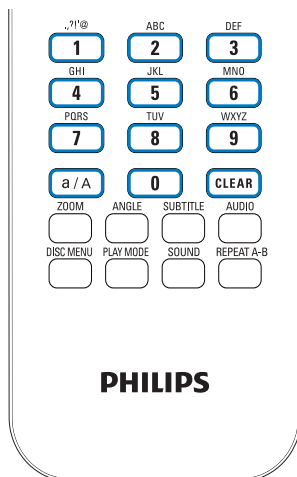 .,?!'@ ABC DEF
1 2 3
GHI JKL MNO
4 5 6
PQRS TUV WXYZ
7 8 9
a / A 0 CLEAR
ZOOM ANGLE SUBTITLE AUDIO
DISC MENU PLAY MODE SOUND REPEAT A-B
PHILIPS